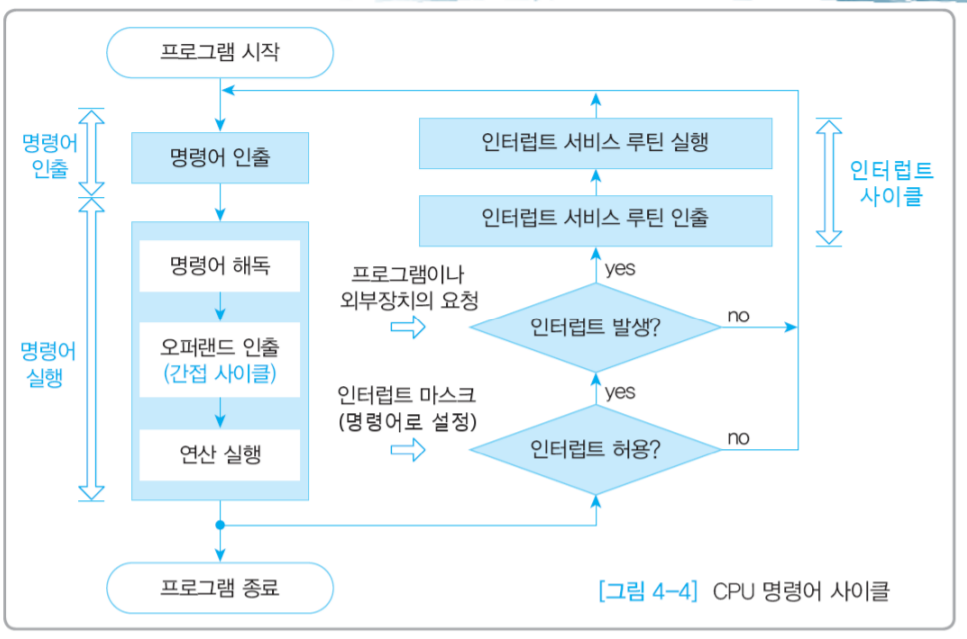 프로그램 시작
명령어
인출
명령어 인출
인터럽트 서비스 루틴 실행
인터럽트
사이클
인터럽트 서비스 루틴 인출
명령어
실행
명령어 해독
오퍼랜드 인출
(간접 사이클)
연산 실행
프로그램이나
외부장치의 요청
yes
인터럽트 발생?
no
인터럽트 마스크
(명령어로 설정)
yes
인터럽트 허용?
no
프로그램 종료
[그림 4-4] CPU 명령어 사이클